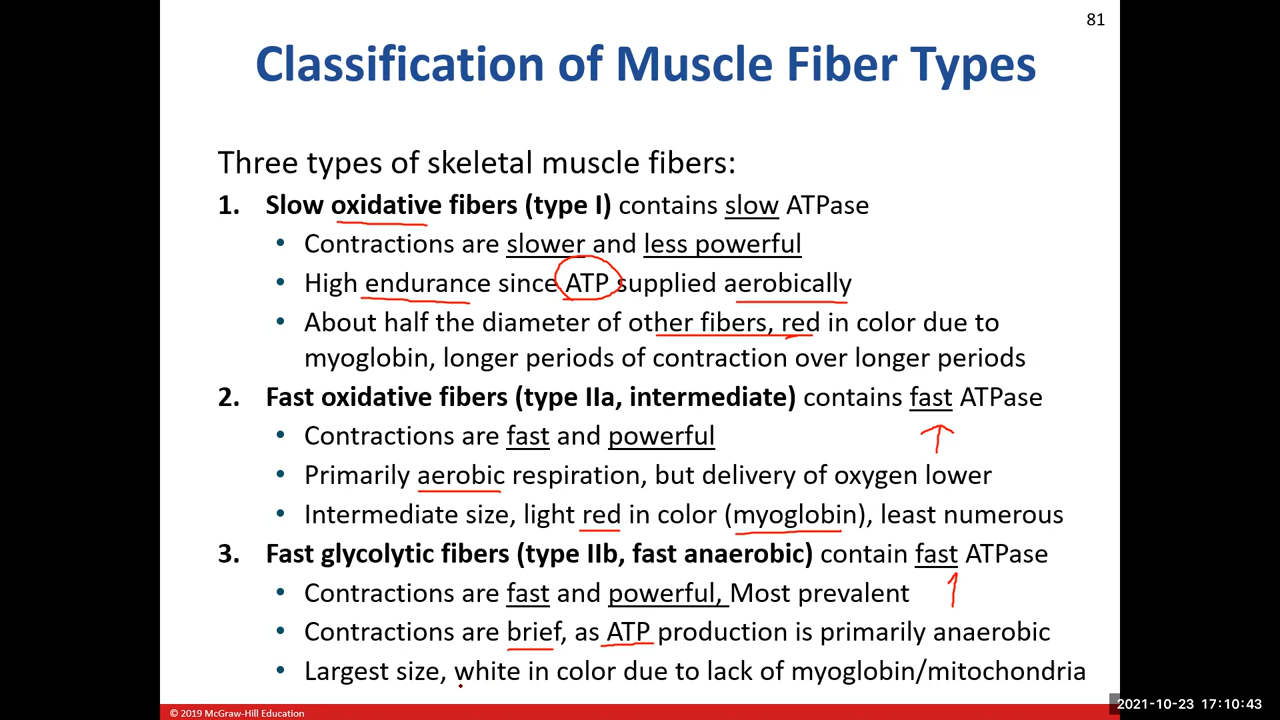 81
Classification of Muscle Fiber Types
Three types of skeletal muscle fibers:
1. Slow oxidative fibers (type I) contains slow ATPase
• Contractions are slower and less powerful
• High endurance since ATP supplied aerobically
• About half the diameter of other fibers, red in color due to
myoglobin, longer periods of contraction over longer periods
2. Fast oxidative fibers (type IIa, intermediate) contains fast ATPase
• Contractions are fast and powerful
• Primarily aerobic respiration, but delivery of oxygen lower
• Intermediate size, light red in color (myoglobin), least numerous
3. Fast glycolytic fibers (type IIb, fast anaerobic) contain fast ATPase
• Contractions are fast and powerful, Most prevalent
• Contractions are brief, as ATP production is primarily anaerobic
• Largest size, white in color due to lack of myoglobin/mitochondria
© 2019 McGraw-Hill Education
2021-10-23 17:10:43